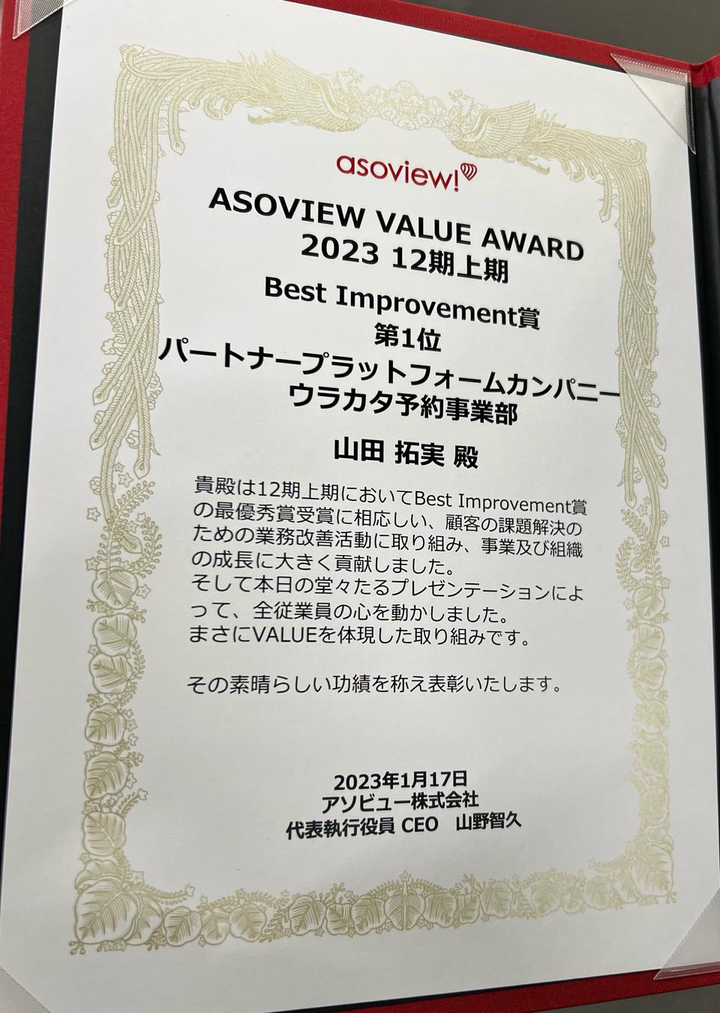 asoview!
ASOVIEW VALUE AWARD
2023 12期上期
Best Improvement賞
第1位
パートナープラットフォームカンパニー
ウラカタ予約事業部
山田 拓実 殿
貴殿は12期上期においてBest Improvement賞
の最優秀賞受賞に相応しい、顧客の課題解決の
ための業務改善活動に取り組み、事業及び組織
の成長に大きく貢献しました。
そして本日の堂々たるプレゼンテーションによ
って、全従業員の心を動かしました。
まさにVALUEを体現した取り組みです。
その素晴らしい功績を称え表彰いたします。
2023年1月17日
アソビュー株式会社
代表執行役員 CEO　山野智久